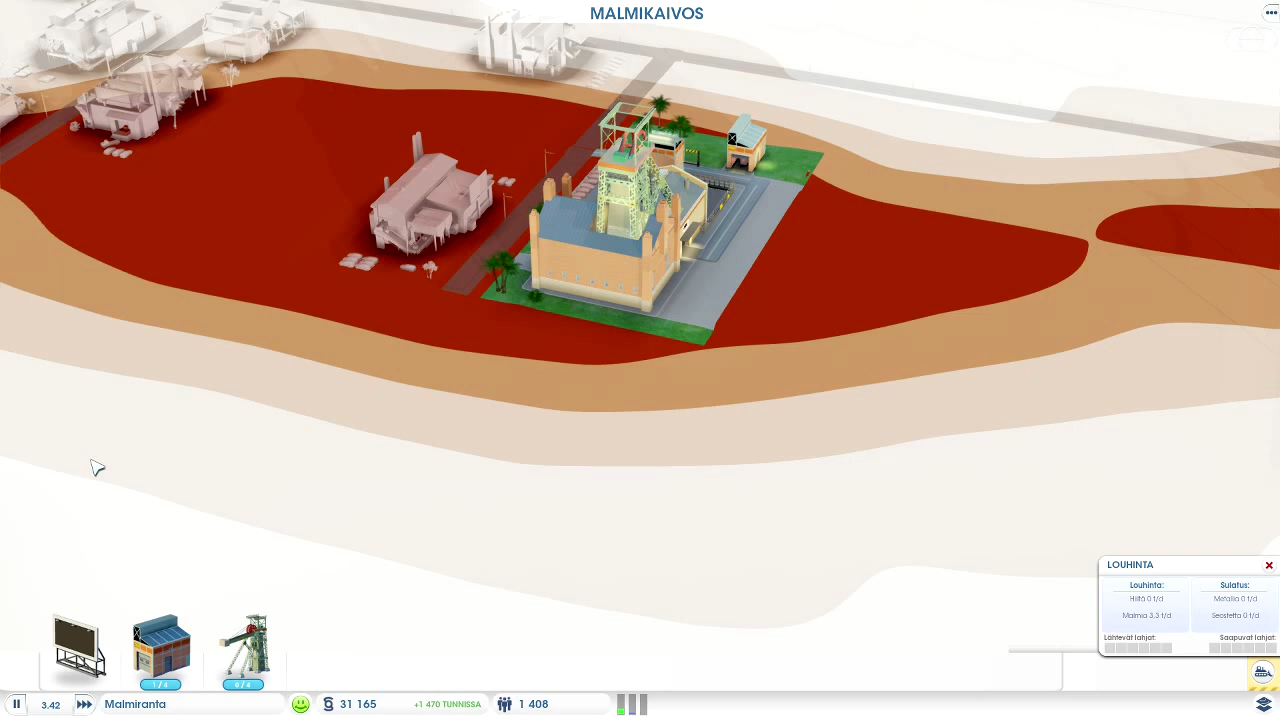 MALMIKAIVOS
LOUHINTA
Louhinta:
Hiiltä 0 t/d
Malmia 3,3 t/d
Sulatus:
Metallia 0 t/d
Seostetta 0 t/d
Lähtevät lahjat:
Saapuvat lahjat:
1 / 4
0 / 4
3.42
Malmiranta
31 165
+1 470 TUNNISSA
1 408